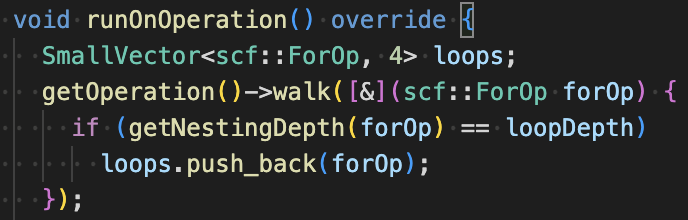 void runOnOperation() override {
SmallVector<scf::ForOp, 4> loops;
getOperation()->walk([&](scf::ForOp forOp) {
if (getNestingDepth(forOp) == loopDepth)
loops.push_back(forOp);
});